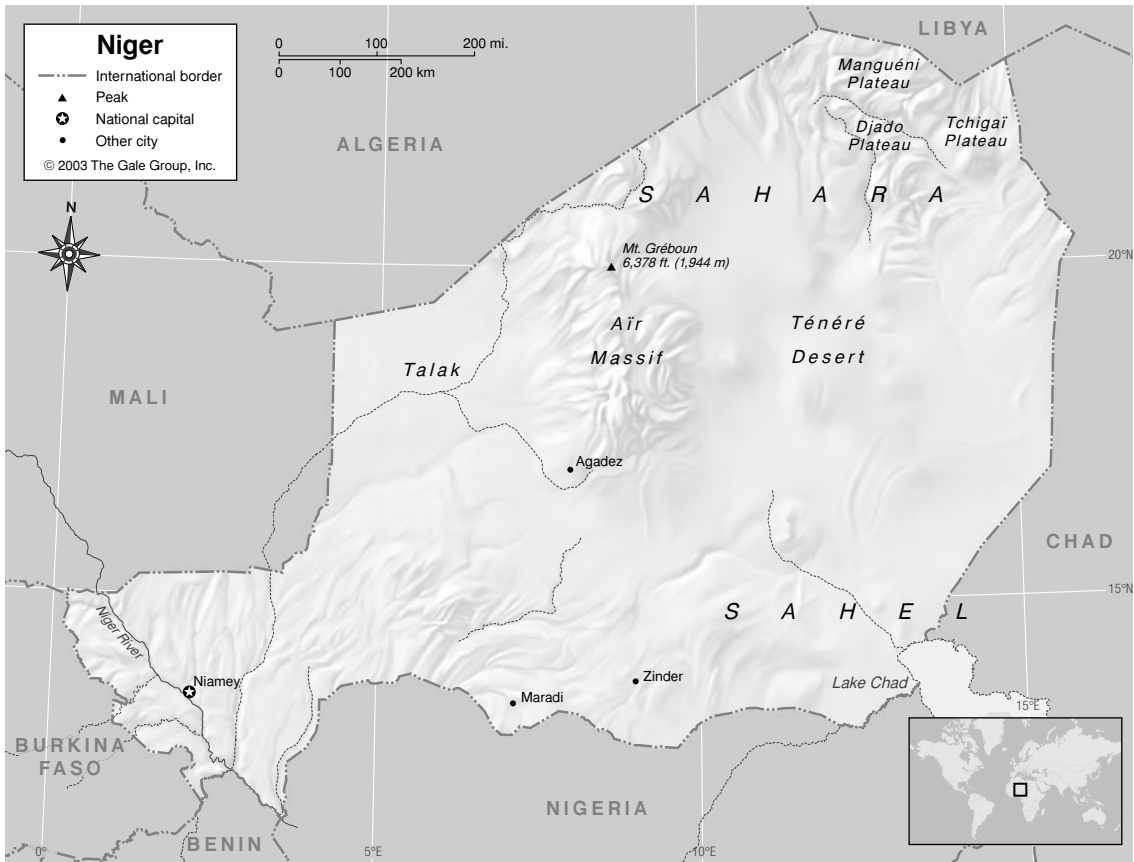 Niger
International border
Peak
National capital
Other city
© 2003 The Gale Group, Inc.
0 100 200 mi.
0 100 200 km
N
LIBYA
ALGERIA
Manguéni
Plateau
Djado
Plateau
Tchigaï
Plateau
SAHARA
Mt. Gréboun
6,378 ft. (1,944 m)
20°N
Aïr
Massif
Ténéré
Desert
Talak
MALI
Agadez
CHAD
15°N
SAHEL
Niger River
Niamey
Zinder
Maradi
Lake Chad
15°E
BURKINA
FASO
NIGERIA
BENIN
0°
5°E
10°E